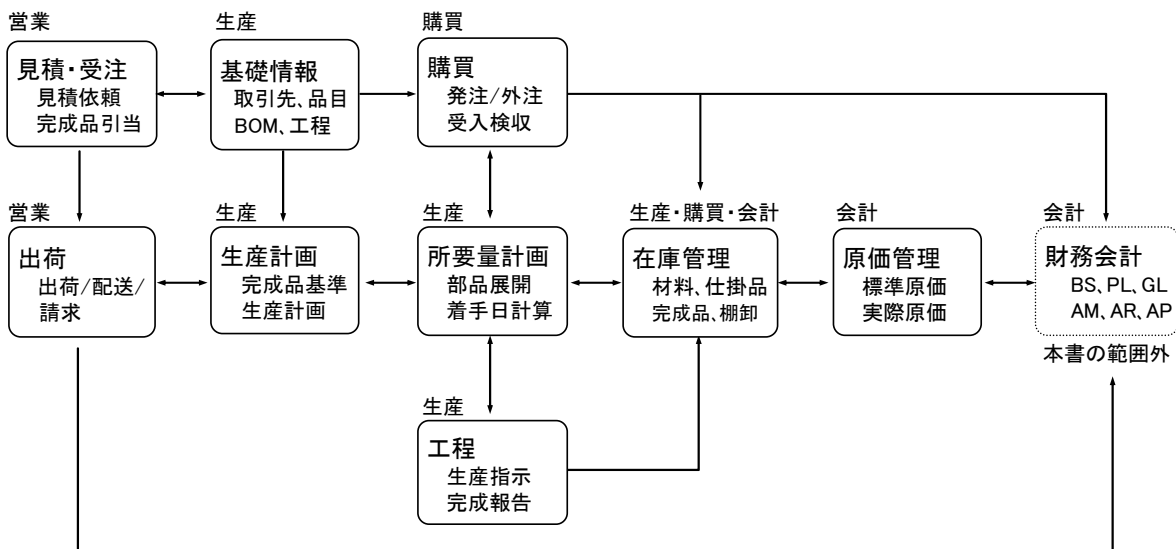 営業
見積・受注
見積依頼
完成品引当
生産
基礎情報
取引先、品目
BOM、工程
購買
購買
発注/外注
受入検収
営業
出荷
出荷/配送/
請求
生産
生産計画
完成品基準
生産計画
生産
所要量計画
部品展開
着手日計算
生産・購買・会計
在庫管理
材料、仕掛品
完成品、棚卸
会計
原価管理
標準原価
実際原価
会計
財務会計
BS、PL、GL
AM、AR、AP
本書の範囲外
生産
工程
生産指示
完成報告